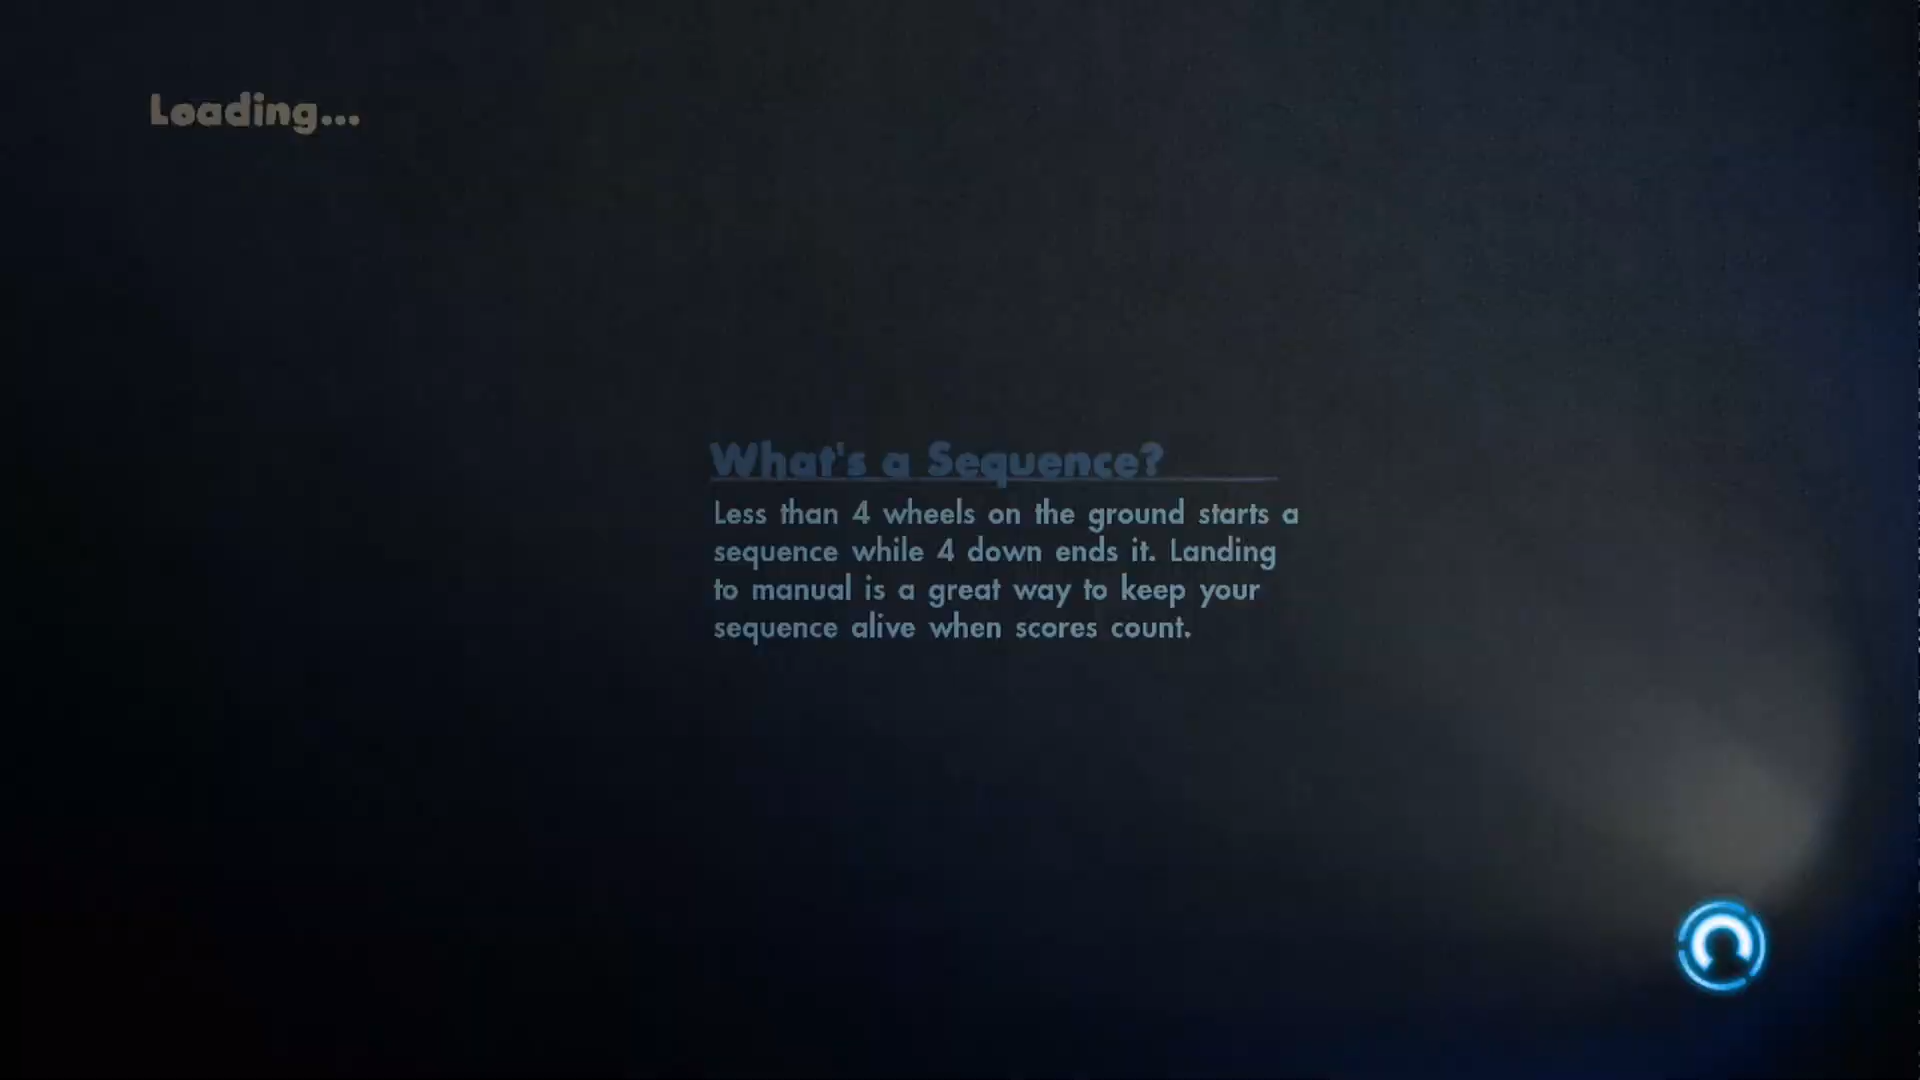 Loading...
What's a Sequence?
Less than 4 wheels on the ground starts a
sequence while 4 down ends it. Landing
to manual is a great way to keep your
sequence alive when scores count.